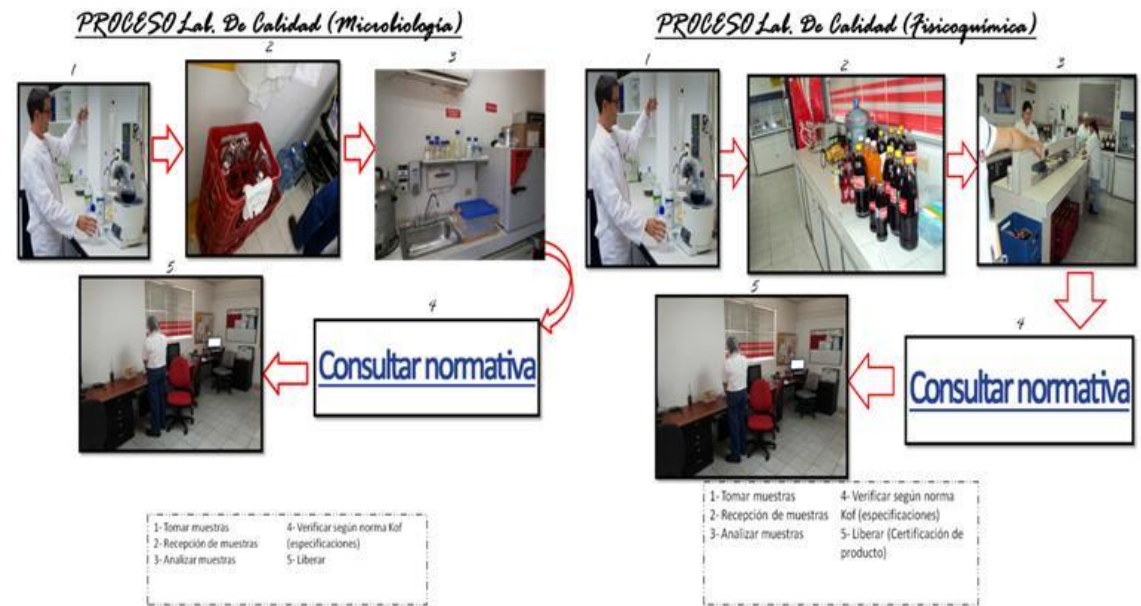 PROCESO Lab. De Calidad (Microbiología)
1
2
3
4
Consultar normativa
5
1- Tomar muestras
2- Recepción de muestras
3- Analizar muestras
4- Verificar según norma Kof
(especificaciones)
5- Liberar
PROCESO Lab. De Calidad (Fisicoquímica)
1
2
3
4
Consultar normativa
5
1- Tomar muestras
2- Recepción de muestras
3- Analizar muestras
4- Verificar según norma
Kof (especificaciones)
5- Liberar (Certificación de
producto)